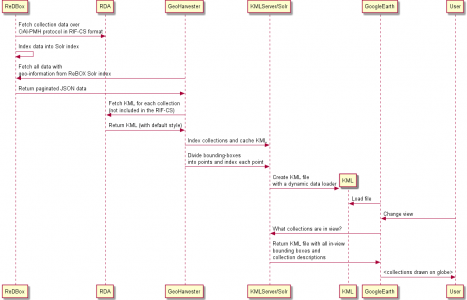 ReDBox RDA GeoHarvester KMLServer/Solr GoogleEarth User
Fetch collection data over
OAI-PMH protocol in RIF-CS format
Index data into Solr index
Fetch all data with
geo-information from ReBOX Solr index
Return paginated JSON data
Fetch KML for each collection
(not included in the RIF-CS)
Return KML (with default style)
Index collections and cache KML
Divide bounding-boxes
into points and index each point
Create KML file
with a dynamic data loader
KML
Load file
Change view
What collections are in view?
Return KML file with all in-view
bounding boxes and
collection descriptions
<collections drawn on globe>
ReDBox RDA GeoHarvester KMLServer/Solr KML GoogleEarth User